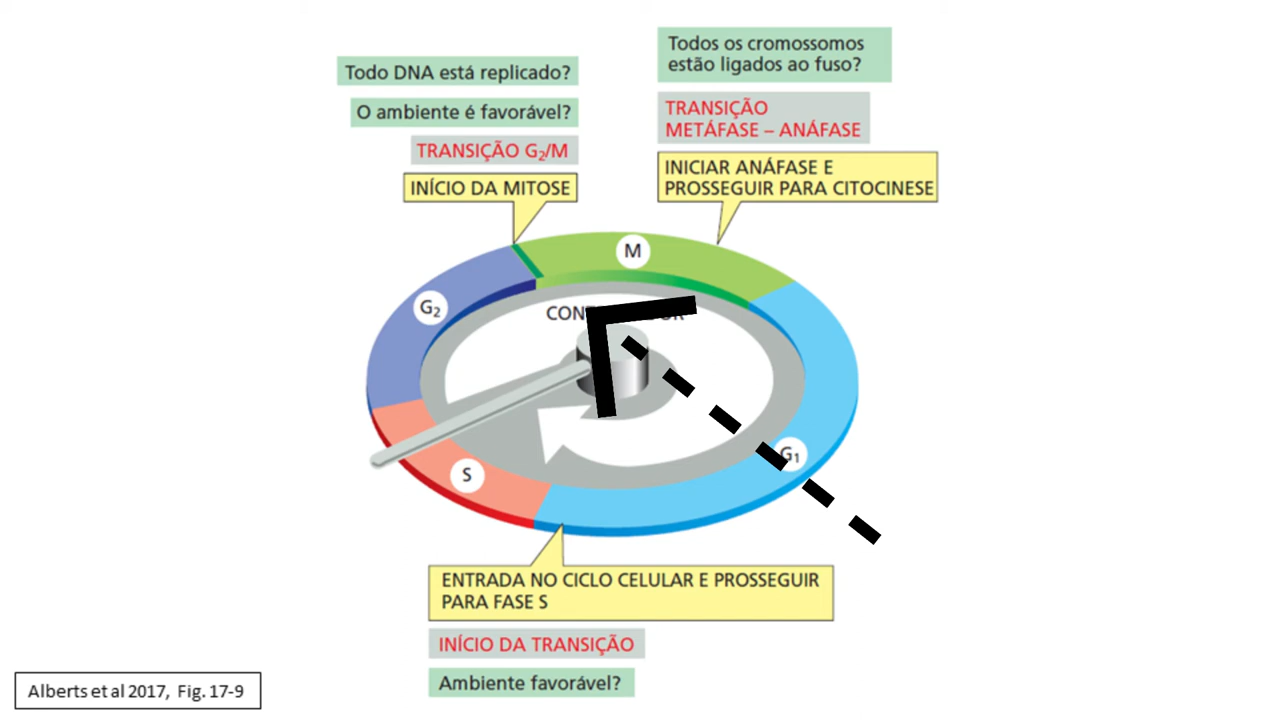 Todo DNA está replicado?
O ambiente é favorável?
TRANSIÇÃO G₂/M
INÍCIO DA MITOSE
Todos os cromossomos
estão ligados ao fuso?
TRANSIÇÃO
METÁFASE – ANÁFASE
INICIAR ANÁFASE E
PROSSEGUIR PARA CITOCINESE
M
G₂
G₁
S
ENTRADA NO CICLO CELULAR E PROSSEGUIR
PARA FASE S
INÍCIO DA TRANSIÇÃO
Ambiente favorável?
Alberts et al 2017, Fig. 17-9